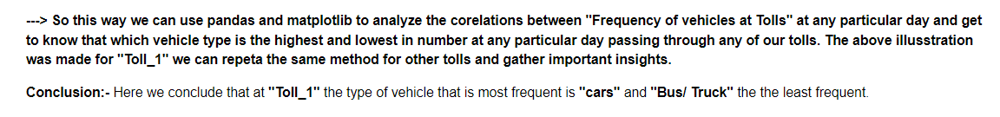 ---> So this way we can use pandas and matplotlib to analyze the corelations between "Frequency of vehicles at Tolls" at any particular day and get
to know that which vehicle type is the highest and lowest in number at any particular day passing through any of our tolls. The above illusstration
was made for "Toll_1" we can repeta the same method for other tolls and gather important insights.
Conclusion:- Here we conclude that at "Toll_1" the type of vehicle that is most frequent is "cars" and "Bus/ Truck" the the least frequent.